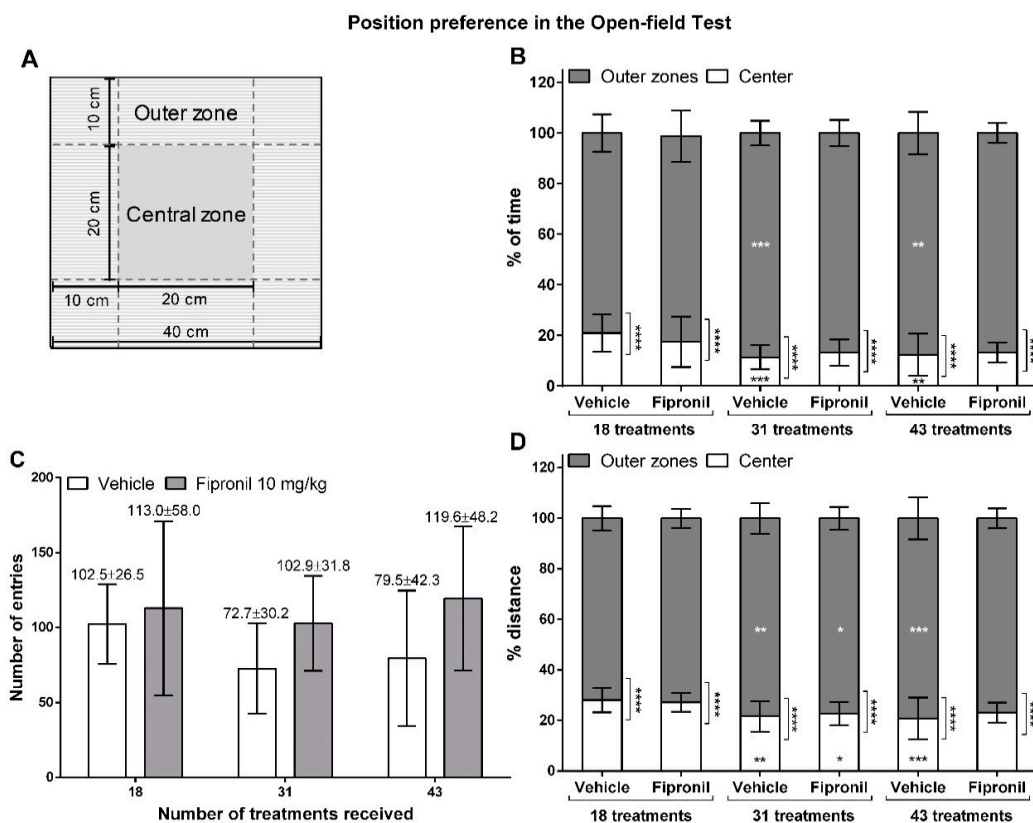 Position preference in the Open-field Test
A
10 cm
Outer zone
20 cm
Central zone
10 cm
20 cm
40 cm
B
Outer zones
Center
% of time
120
100
80
60
40
20
0
***
**
****
****
****
****
****
****
***
**
Vehicle
Fipronil
Vehicle
Fipronil
Vehicle
Fipronil
18 treatments
31 treatments
43 treatments
C
Vehicle
Fipronil 10 mg/kg
Number of entries
200
150
100
50
0
102.5±26.5
113.0±58.0
72.7±30.2
102.9±31.8
79.5±42.3
119.6±48.2
18
31
43
Number of treatments received
D
Outer zones
Center
% distance
120
100
80
60
40
20
0
**
*
***
****
****
****
****
****
****
**
*
***
Vehicle
Fipronil
Vehicle
Fipronil
Vehicle
Fipronil
18 treatments
31 treatments
43 treatments